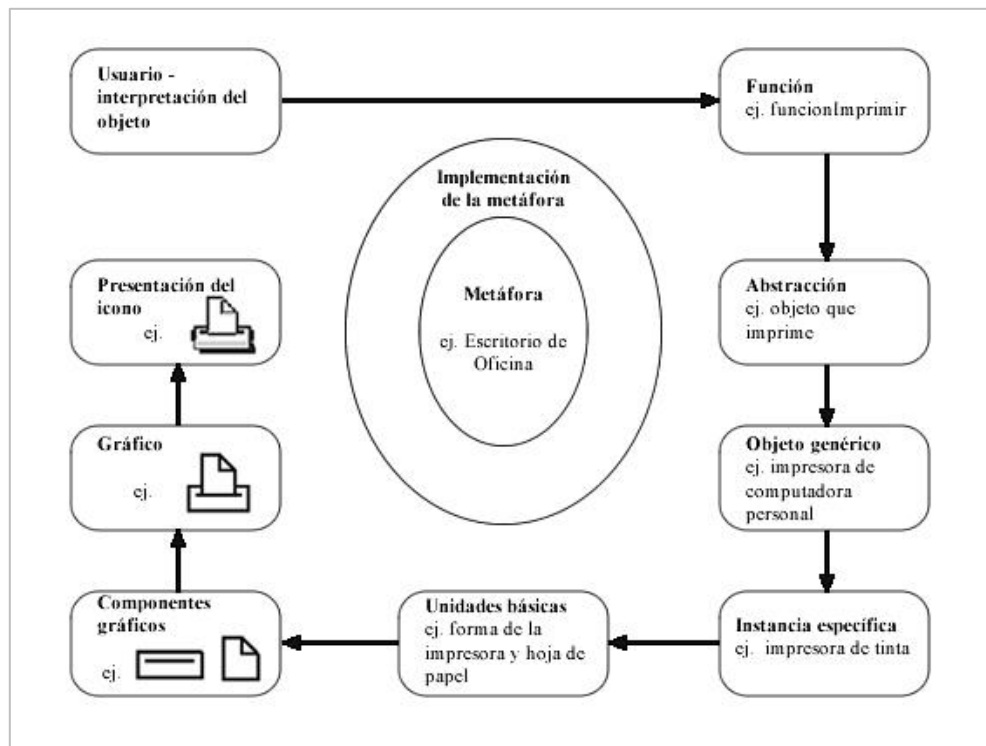 Usuario -
interpretación del
objeto
Función
ej. funcionImprimir
Implementación
de la metáfora
Metáfora
ej. Escritorio de
Oficina
Presentación del
icono
ej.
Abstracción
ej. objeto que
imprime
Gráfico
ej.
Objeto genérico
ej. impresora de
computadora
personal
Componentes
gráficos
ej.
Unidades básicas
ej. forma de la
impresora y hoja de
papel
Instancia específica
ej. impresora de tinta